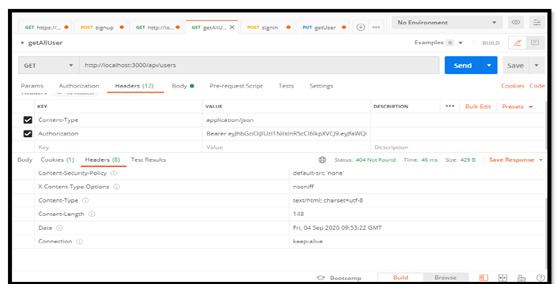 GET https://... POST signup GET http://lo... GET getAllU... POST signin PUT getUser No Environment
getAllUser Examples 0 BUILD
GET http://localhost:3000/api/users Send Save
Params Authorization Headers (12) Body Pre-request Script Tests Settings Cookies Code
KEY VALUE DESCRIPTION Bulk Edit Presets
Content-Type application/json
Authorization
Key Value Description
Body Cookies (1) Headers (8) Test Results Status: 404 Not Found Time: 46 ms Size: 429 B Save Response
Content-Security-Policy default-src 'none'
X-Content-Type-Options nosniff
Content-Type text/html; charset=utf-8
Content-Length 148
Date Fri, 04 Sep 2020 09:53:22 GMT
Connection keep-alive
Bootcamp Build Browse